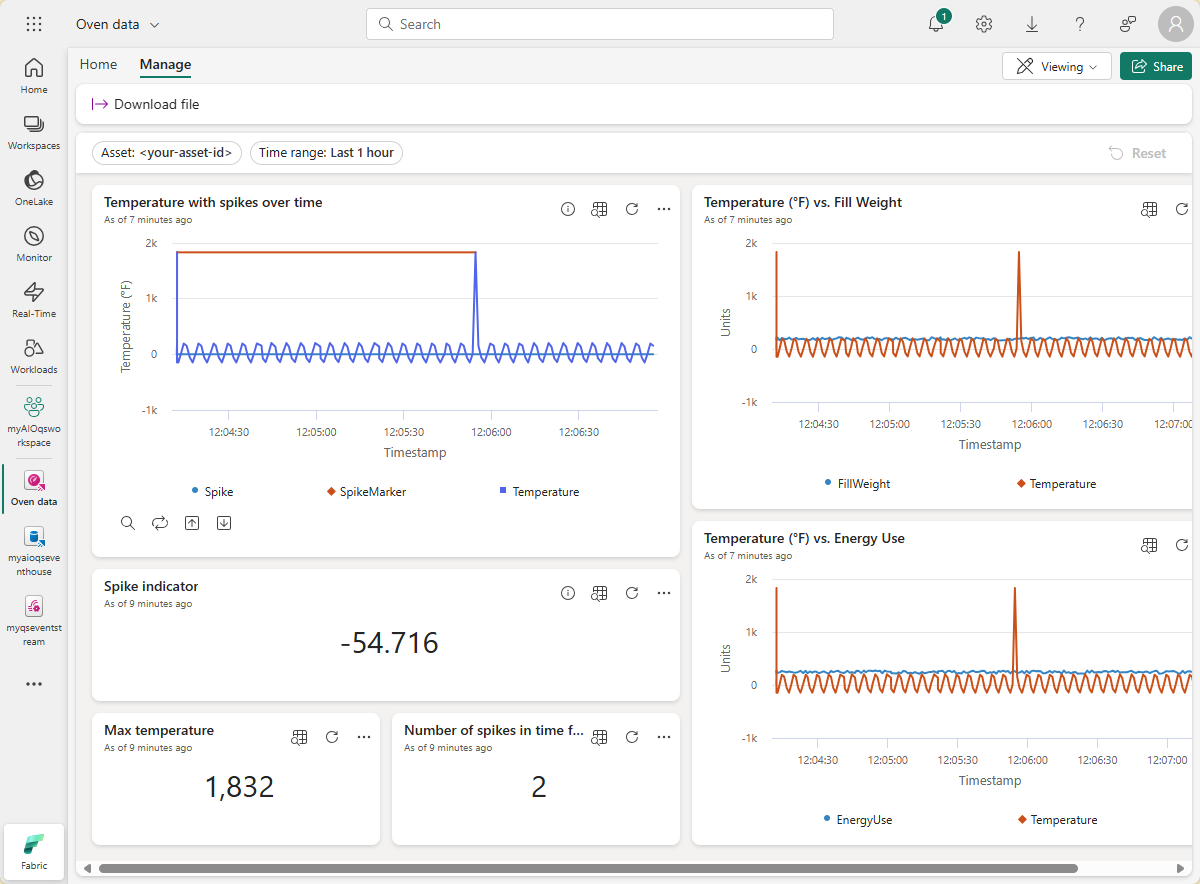 Oven data
Search
1
Home
Workspaces
OneLake
Monitor
Real-Time
Workloads
myAIOqswo
rkspace
Oven data
myaioqseve
nthouse
myqseventst
ream
Fabric
Home Manage
Viewing
Share
Download file
Asset: <your-asset-id>
Time range: Last 1 hour
Reset
Temperature with spikes over time
As of 7 minutes ago
2k
1k
0
-1k
Temperature (°F)
12:04:30 12:05:00 12:05:30 12:06:00 12:06:30
Timestamp
Spike SpikeMarker Temperature
Spike indicator
As of 9 minutes ago
-54.716
Max temperature
As of 9 minutes ago
1,832
Number of spikes in time f...
As of 9 minutes ago
2
Temperature (°F) vs. Fill Weight
As of 7 minutes ago
2k
1k
0
-1k
Units
12:04:30 12:05:00 12:05:30 12:06:00 12:06:30 12:07:00
Timestamp
FillWeight Temperature
Temperature (°F) vs. Energy Use
As of 7 minutes ago
2k
1k
0
-1k
Units
12:04:30 12:05:00 12:05:30 12:06:00 12:06:30 12:07:00
Timestamp
EnergyUse Temperature